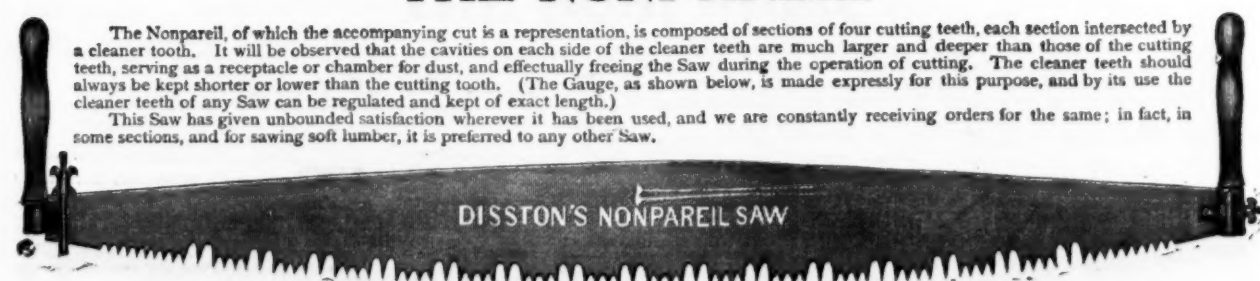 The Nonpareil, of which the accompanying cut is a representation, is composed of sections of four cutting teeth, each section intersected by
a cleaner tooth. It will be observed that the cavities on each side of the cleaner teeth are much larger and deeper than those of the cutting
teeth, serving as a receptacle or chamber for dust, and effectually freeing the Saw during the operation of cutting. The cleaner teeth should
always be kept shorter or lower than the cutting tooth. (The Gauge, as shown below, is made expressly for this purpose, and by its use the
cleaner teeth of any Saw can be regulated and kept of exact length.)
This Saw has given unbounded satisfaction wherever it has been used, and we are constantly receiving orders for the same; in fact, in
some sections, and for sawing soft lumber, it is preferred to any other Saw.
DISSTON'S NONPAREIL SAW